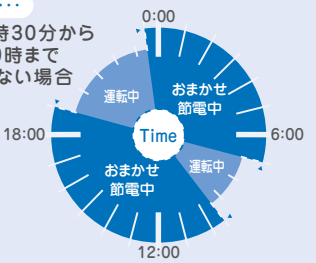 時30分から
時まで
ない場合
0:00
運転中
おまかせ
節電中
18:00
Time
6:00
おまかせ
節電中
運転中
12:00